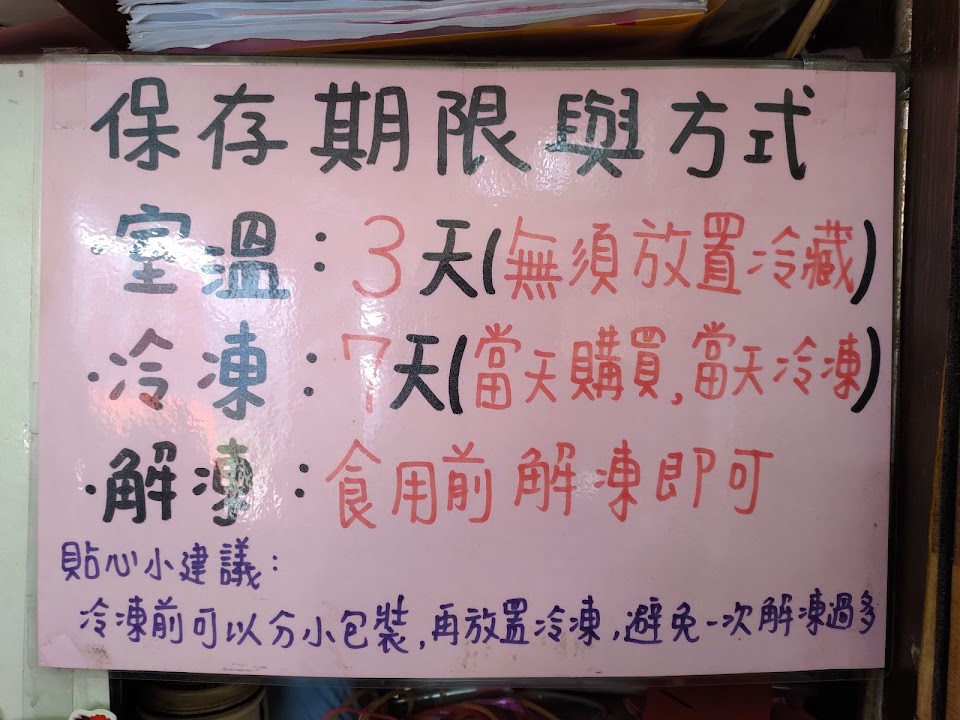 保存期限與方式
·室溫：3天(無須放置冷藏)
·冷凍：7天(當天購買,當天冷凍)
·解凍：食用前解凍即可
貼心小建議：
冷凍前可以分小包裝,再放置冷凍,避免一次解凍過多